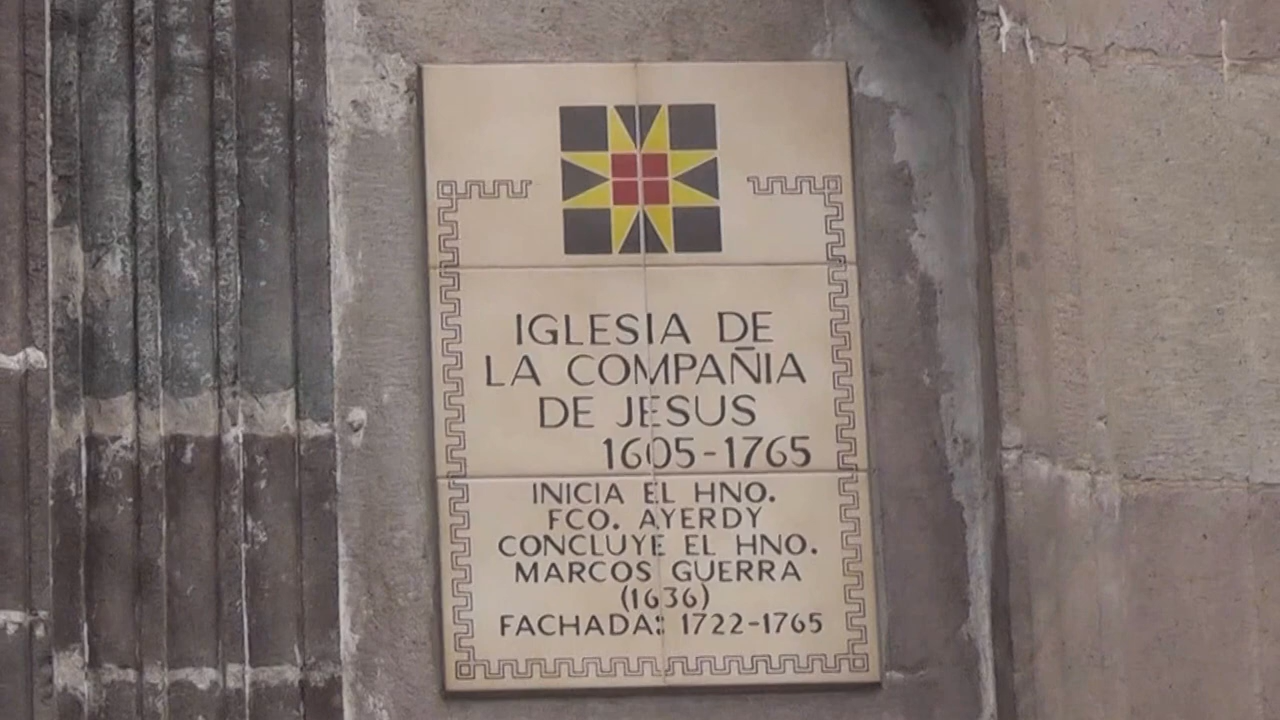 IGLESIA DE
LA COMPAÑIA
DE JESUS
1605-1765
INICIA EL HNO.
FCO. AYERDY
CONCLUYE EL HNO.
MARCOS GUERRA
(1636)
FACHADA: 1722-1765